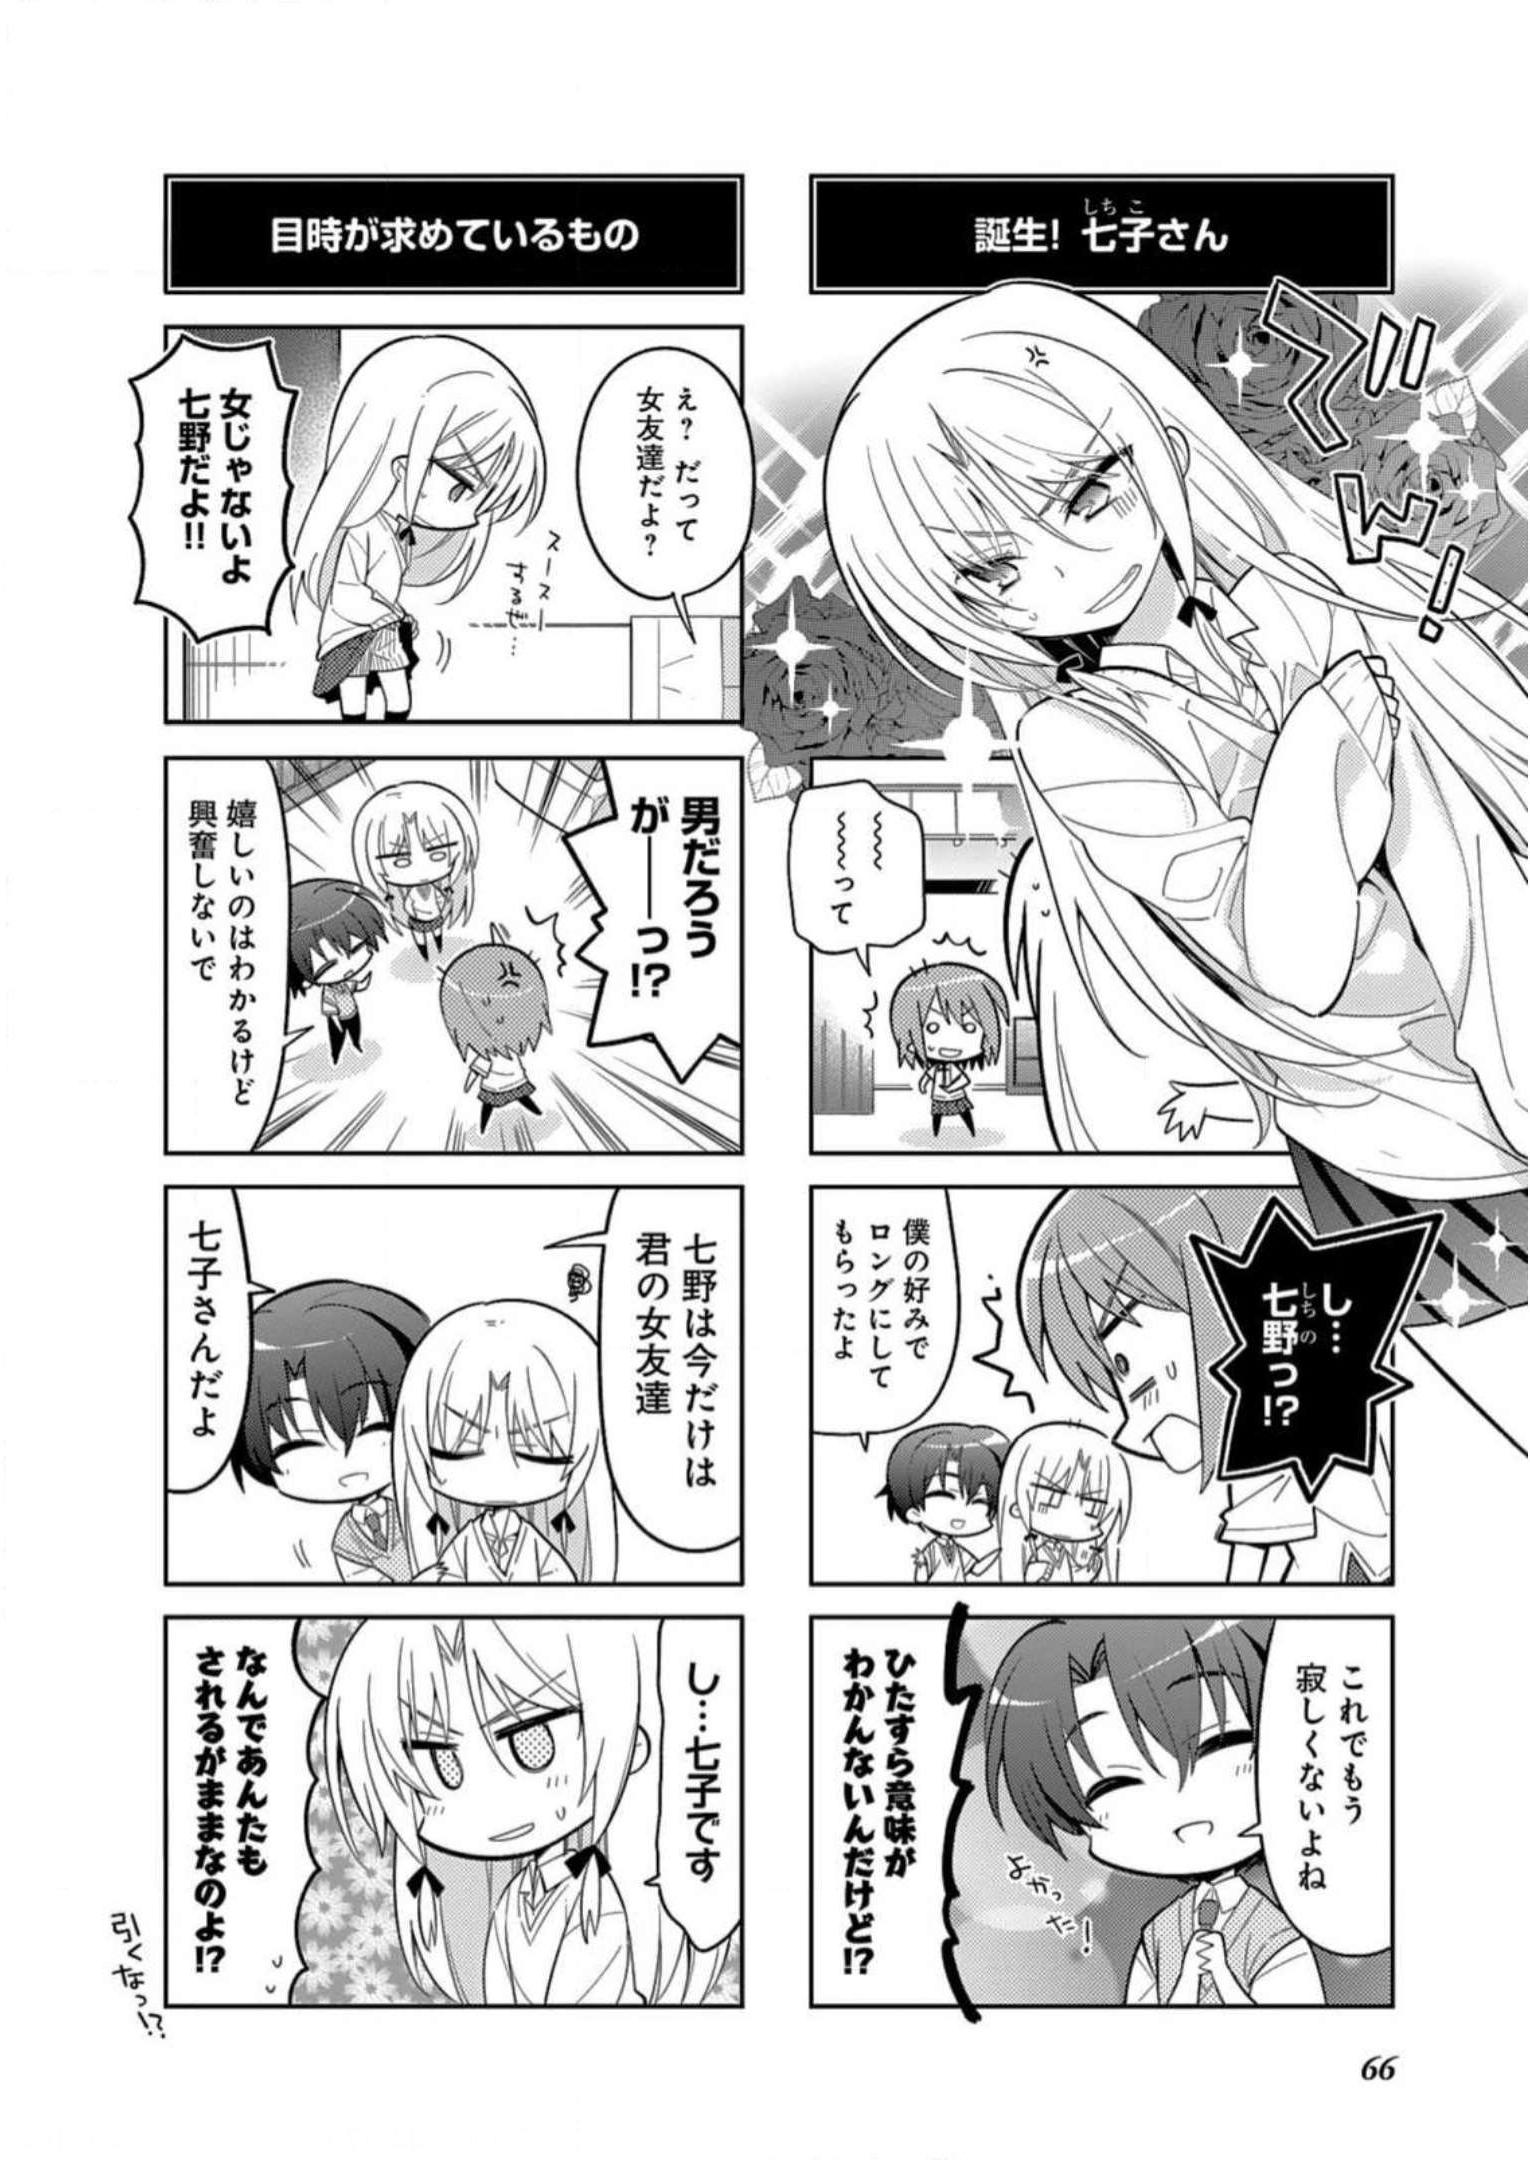 誕生! 七子さん
しちこ
ジャーン!
〜〜
〜〜って
し…
七野っ!?
しちの
僕の好みで
ロングにして
もらったよ
これでもう
寂しくないよね
よかった!
ひたすら意味が
わかんないんだけど!?
目時が求めているもの
え?だって
女友達だよ?
スースー
するぜ…
女じゃないよ
七野だよ!!
男だろう
がーーっ!?
嬉しいのはわかるけど
興奮しないで
七野は今だけは
君の女友達
七子さんだよ
し…七子です
なんであんたも
されるがままなのよ!?
引くなっ!?
66